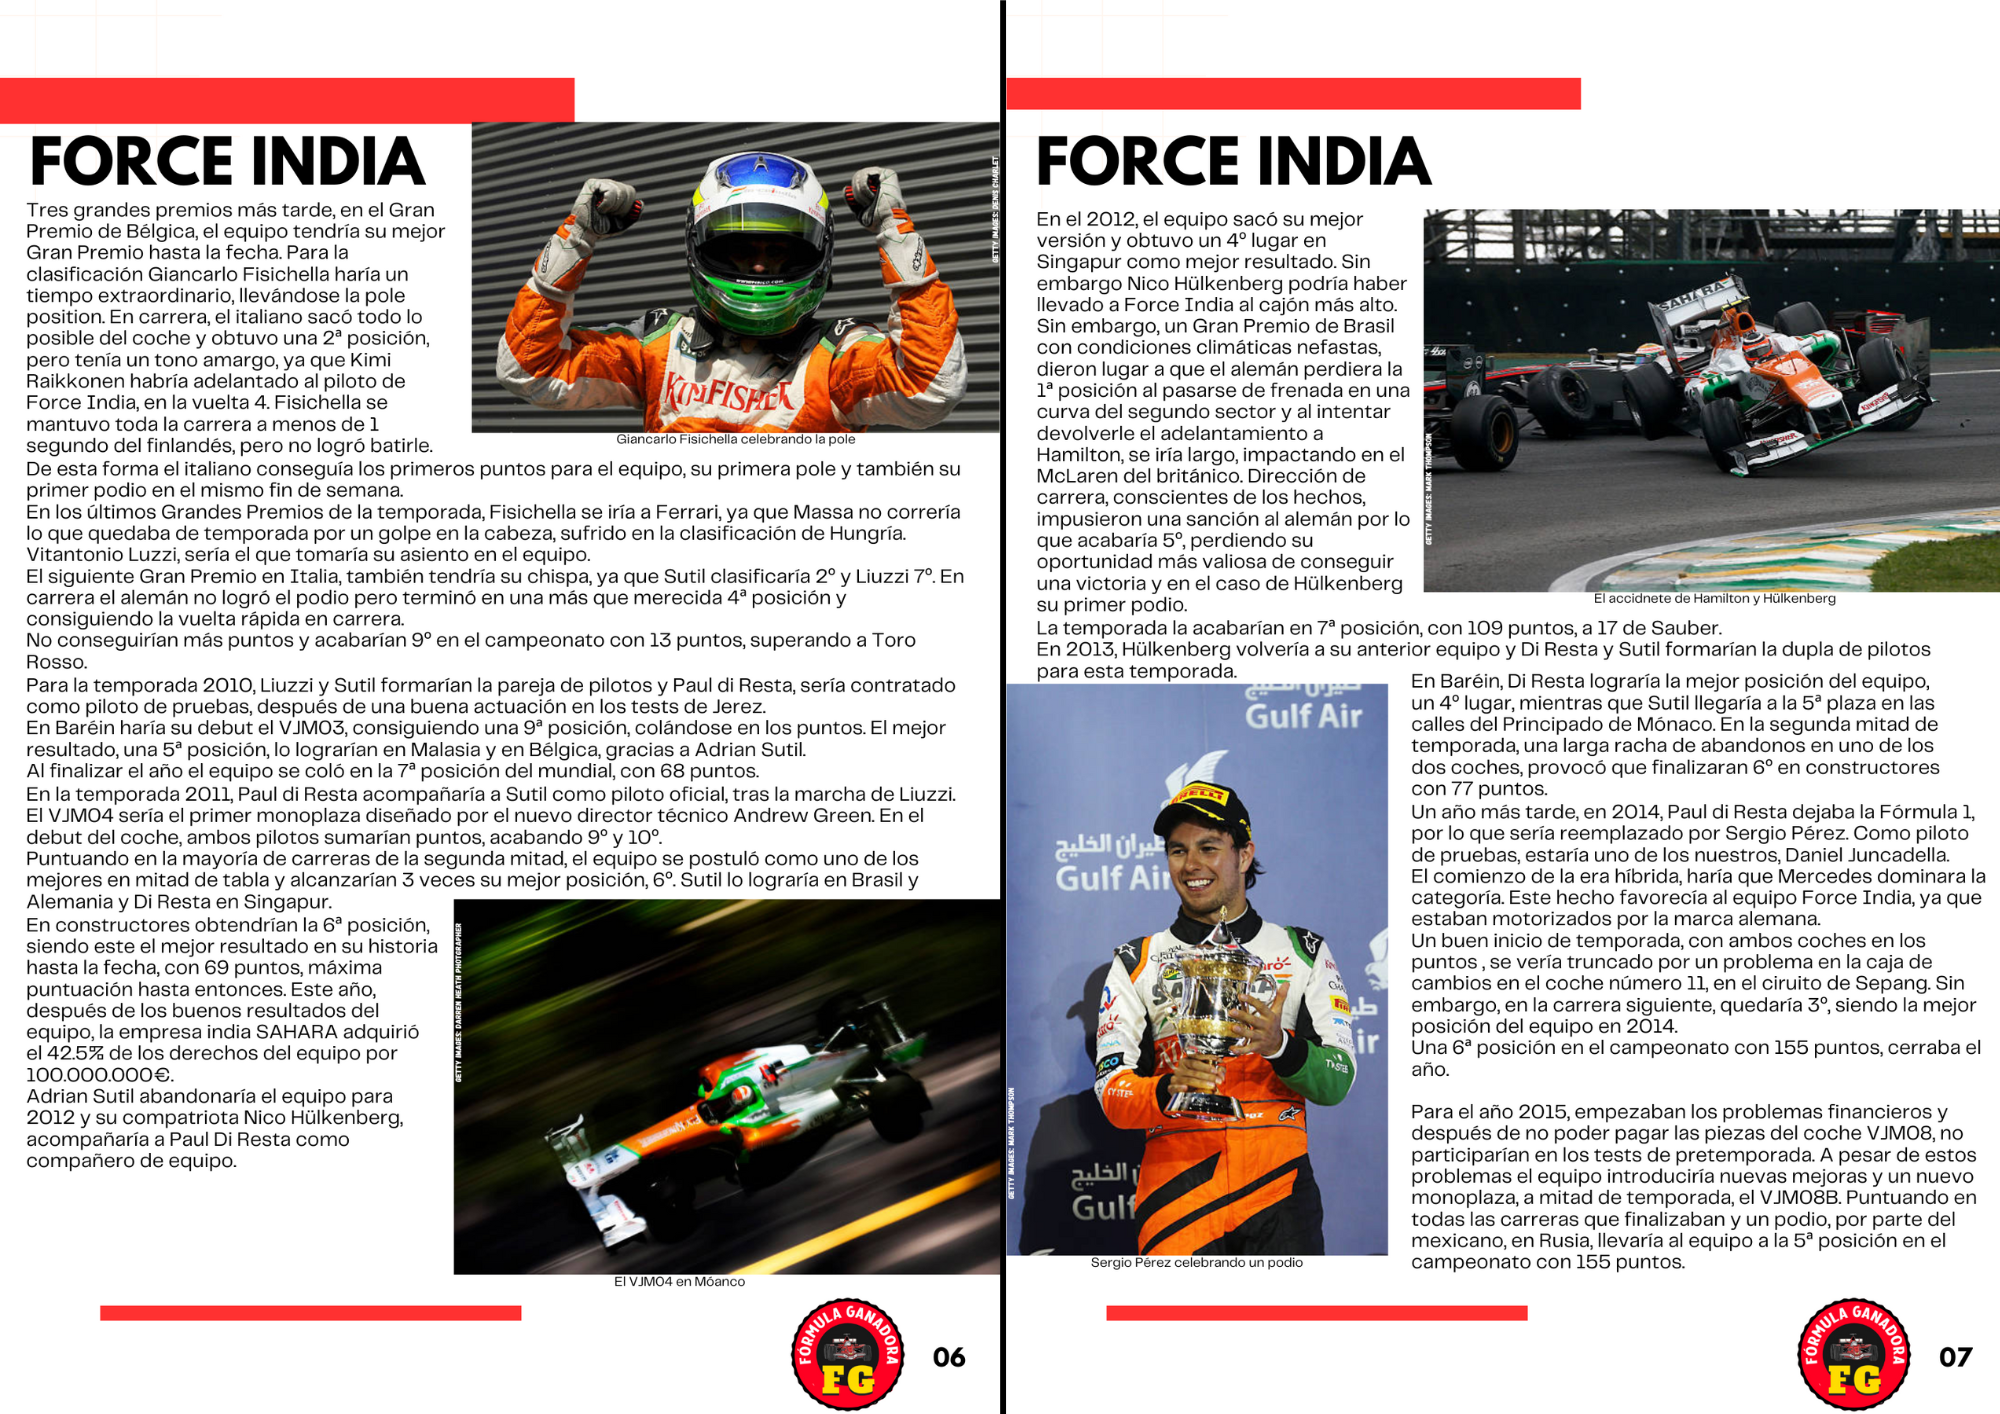 FORCE INDIA
Tres grandes premios más tarde, en el Gran
Premio de Bélgica, el equipo tendría su mejor
Gran Premio hasta la fecha. Para la
clasificación Giancarlo Fisichella haría un
tiempo extraordinario, llevándose la pole
position. En carrera, el italiano sacó todo lo
posible del coche y obtuvo una 2ª posición,
pero tenía un tono amargo, ya que Kimi
Raikkonen habría adelantado al piloto de
Force India, en la vuelta 4. Fisichella se
mantuvo toda la carrera a menos de 1
segundo del finlandés, pero no logró batirle.
KINGFISHER
GETTY IMAGES: DENIS CHARLET
Giancarlo Fisichella celebrando la pole
De esta forma el italiano conseguía los primeros puntos para el equipo, su primera pole y también su
primer podio en el mismo fin de semana.
En los últimos Grandes Premios de la temporada, Fisichella se iría a Ferrari, ya que Massa no correría
lo que quedaba de temporada por un golpe en la cabeza, sufrido en la clasificación de Hungría.
Vitantonio Luzzi, sería el que tomaría su asiento en el equipo.
El siguiente Gran Premio en Italia, también tendría su chispa, ya que Sutil clasificaría 2º y Liuzzi 7º. En
carrera el alemán no logró el podio pero terminó en una más que merecida 4ª posición y
consiguiendo la vuelta rápida en carrera.
No conseguirían más puntos y acabarían 9º en el campeonato con 13 puntos, superando a Toro
Rosso.
Para la temporada 2010, Liuzzi y Sutil formarían la pareja de pilotos y Paul di Resta, sería contratado
como piloto de pruebas, después de una buena actuación en los tests de Jerez.
En Baréin haría su debut el VJM03, consiguiendo una 9ª posición, colándose en los puntos. El mejor
resultado, una 5ª posición, lo lograrían en Malasia y en Bélgica, gracias a Adrian Sutil.
Al finalizar el año el equipo se coló en la 7ª posición del mundial, con 68 puntos.
En la temporada 2011, Paul di Resta acompañaría a Sutil como piloto oficial, tras la marcha de Liuzzi.
El VJM04 sería el primer monoplaza diseñado por el nuevo director técnico Andrew Green. En el
debut del coche, ambos pilotos sumarían puntos, acabando 9º y 10º.
Puntuando en la mayoría de carreras de la segunda mitad, el equipo se postuló como uno de los
mejores en mitad de tabla y alcanzarían 3 veces su mejor posición, 6º. Sutil lo lograría en Brasil y
Alemania y Di Resta en Singapur.
En constructores obtendrían la 6ª posición,
siendo este el mejor resultado en su historia
hasta la fecha, con 69 puntos, máxima
puntuación hasta entonces. Este año,
después de los buenos resultados del
equipo, la empresa india SAHARA adquirió
el 42.5% de los derechos del equipo por
100.000.000€.
Adrian Sutil abandonaría el equipo para
2012 y su compatriota Nico Hülkenberg,
acompañaría a Paul Di Resta como
compañero de equipo.
GETTY IMAGES: DARREN HEATH PHOTOGRAPHER
El VJM04 en Móanco
FÓRMULA GANADORA
FG
06
FORCE INDIA
En el 2012, el equipo sacó su mejor
versión y obtuvo un 4º lugar en
Singapur como mejor resultado. Sin
embargo Nico Hülkenberg podría haber
llevado a Force India al cajón más alto.
Sin embargo, un Gran Premio de Brasil
con condiciones climáticas nefastas,
dieron lugar a que el alemán perdiera la
1ª posición al pasarse de frenada en una
curva del segundo sector y al intentar
devolverle el adelantamiento a
Hamilton, se iría largo, impactando en el
McLaren del británico. Dirección de
carrera, conscientes de los hechos,
impusieron una sanción al alemán por lo
que acabaría 5º, perdiendo su
oportunidad más valiosa de conseguir
una victoria y en el caso de Hülkenberg
su primer podio.
SAHARA
GETTY IMAGES: MARK THOMPSON
El accidnete de Hamilton y Hülkenberg
La temporada la acabarían en 7ª posición, con 109 puntos, a 17 de Sauber.
En 2013, Hülkenberg volvería a su anterior equipo y Di Resta y Sutil formarían la dupla de pilotos
para esta temporada.
طيران الخليج
Gulf Air
PIRELLI
طيران الخليج
Gulf Air
الخليج
Gulf
GETTY IMAGES: MARK THOMPSON
Sergio Pérez celebrando un podio
En Baréin, Di Resta lograría la mejor posición del equipo,
un 4º lugar, mientras que Sutil llegaría a la 5ª plaza en las
calles del Principado de Mónaco. En la segunda mitad de
temporada, una larga racha de abandonos en uno de los
dos coches, provocó que finalizaran 6º en constructores
con 77 puntos.
Un año más tarde, en 2014, Paul di Resta dejaba la Fórmula 1,
por lo que sería reemplazado por Sergio Pérez. Como piloto
de pruebas, estaría uno de los nuestros, Daniel Juncadella.
El comienzo de la era híbrida, haría que Mercedes dominara la
categoría. Este hecho favorecía al equipo Force India, ya que
estaban motorizados por la marca alemana.
Un buen inicio de temporada, con ambos coches en los
puntos , se vería truncado por un problema en la caja de
cambios en el coche número 11, en el ciruito de Sepang. Sin
embargo, en la carrera siguiente, quedaría 3º, siendo la mejor
posición del equipo en 2014.
Una 6ª posición en el campeonato con 155 puntos, cerraba el
año.
Para el año 2015, empezaban los problemas financieros y
después de no poder pagar las piezas del coche VJM08, no
participarían en los tests de pretemporada. A pesar de estos
problemas el equipo introduciría nuevas mejoras y un nuevo
monoplaza, a mitad de temporada, el VJM08B. Puntuando en
todas las carreras que finalizaban y un podio, por parte del
mexicano, en Rusia, llevaría al equipo a la 5ª posición en el
campeonato con 155 puntos.
FÓRMULA GANADORA
FG
07